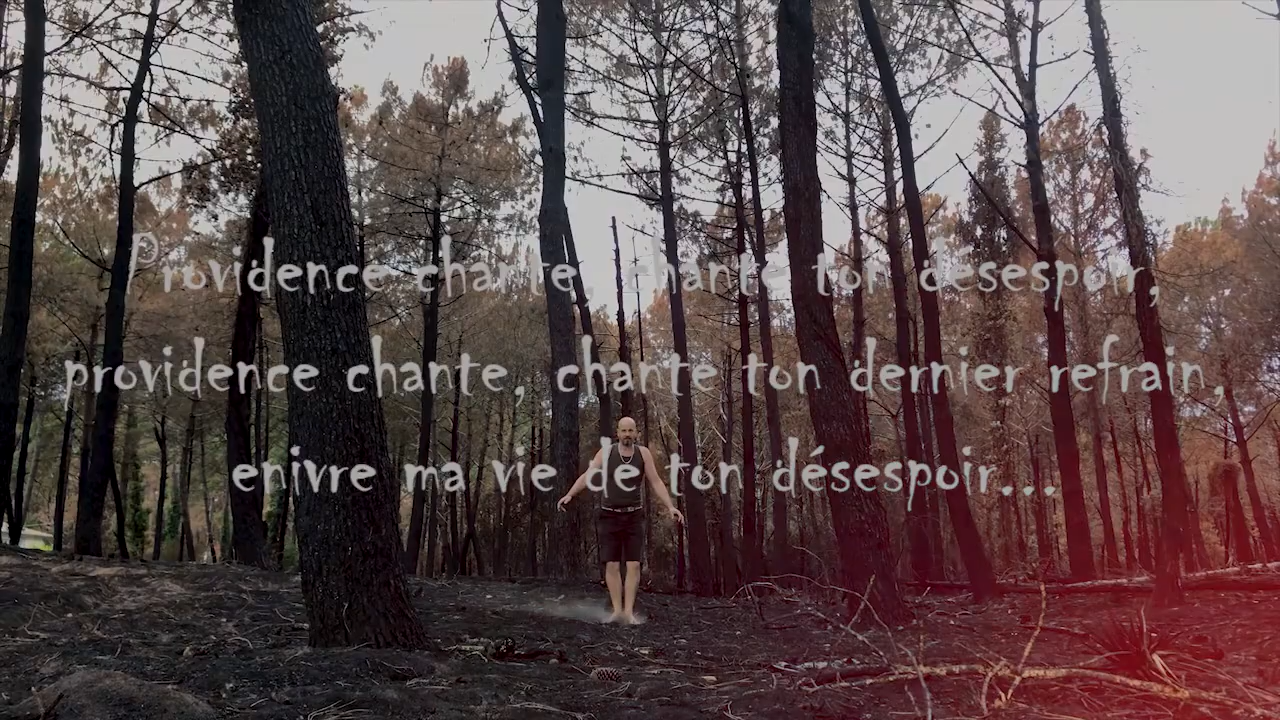 Providence chante, chante ton désespoir,
providence chante, chante ton dernier refrain,
enivre ma vie de ton désespoir...